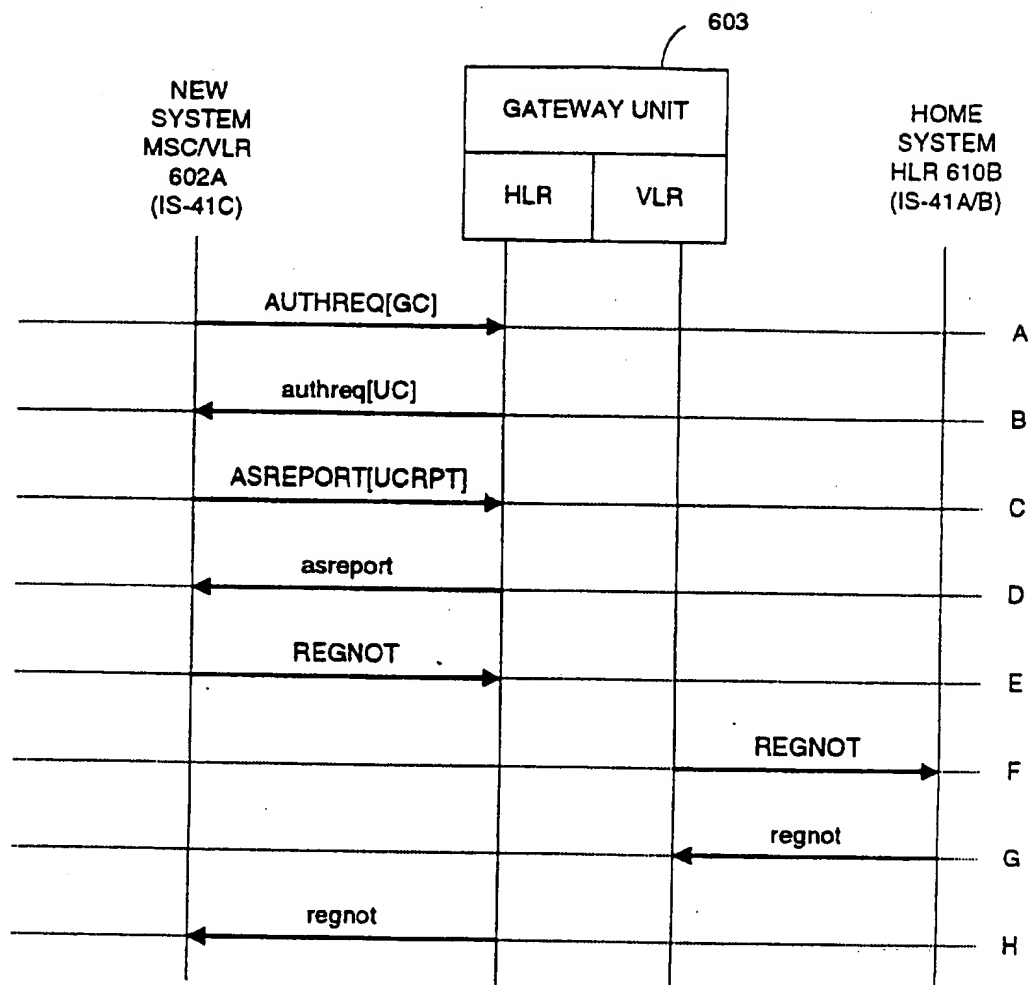 603
NEW
SYSTEM
MSC/VLR
602A
(IS-41C)
GATEWAY UNIT
HLR
VLR
HOME
SYSTEM
HLR 610B
(IS-41A/B)
AUTHREQ[GC]
A
authreq[UC]
B
ASREPORT[UCRPT]
C
asreport
D
REGNOT
E
REGNOT
F
regnot
G
regnot
H